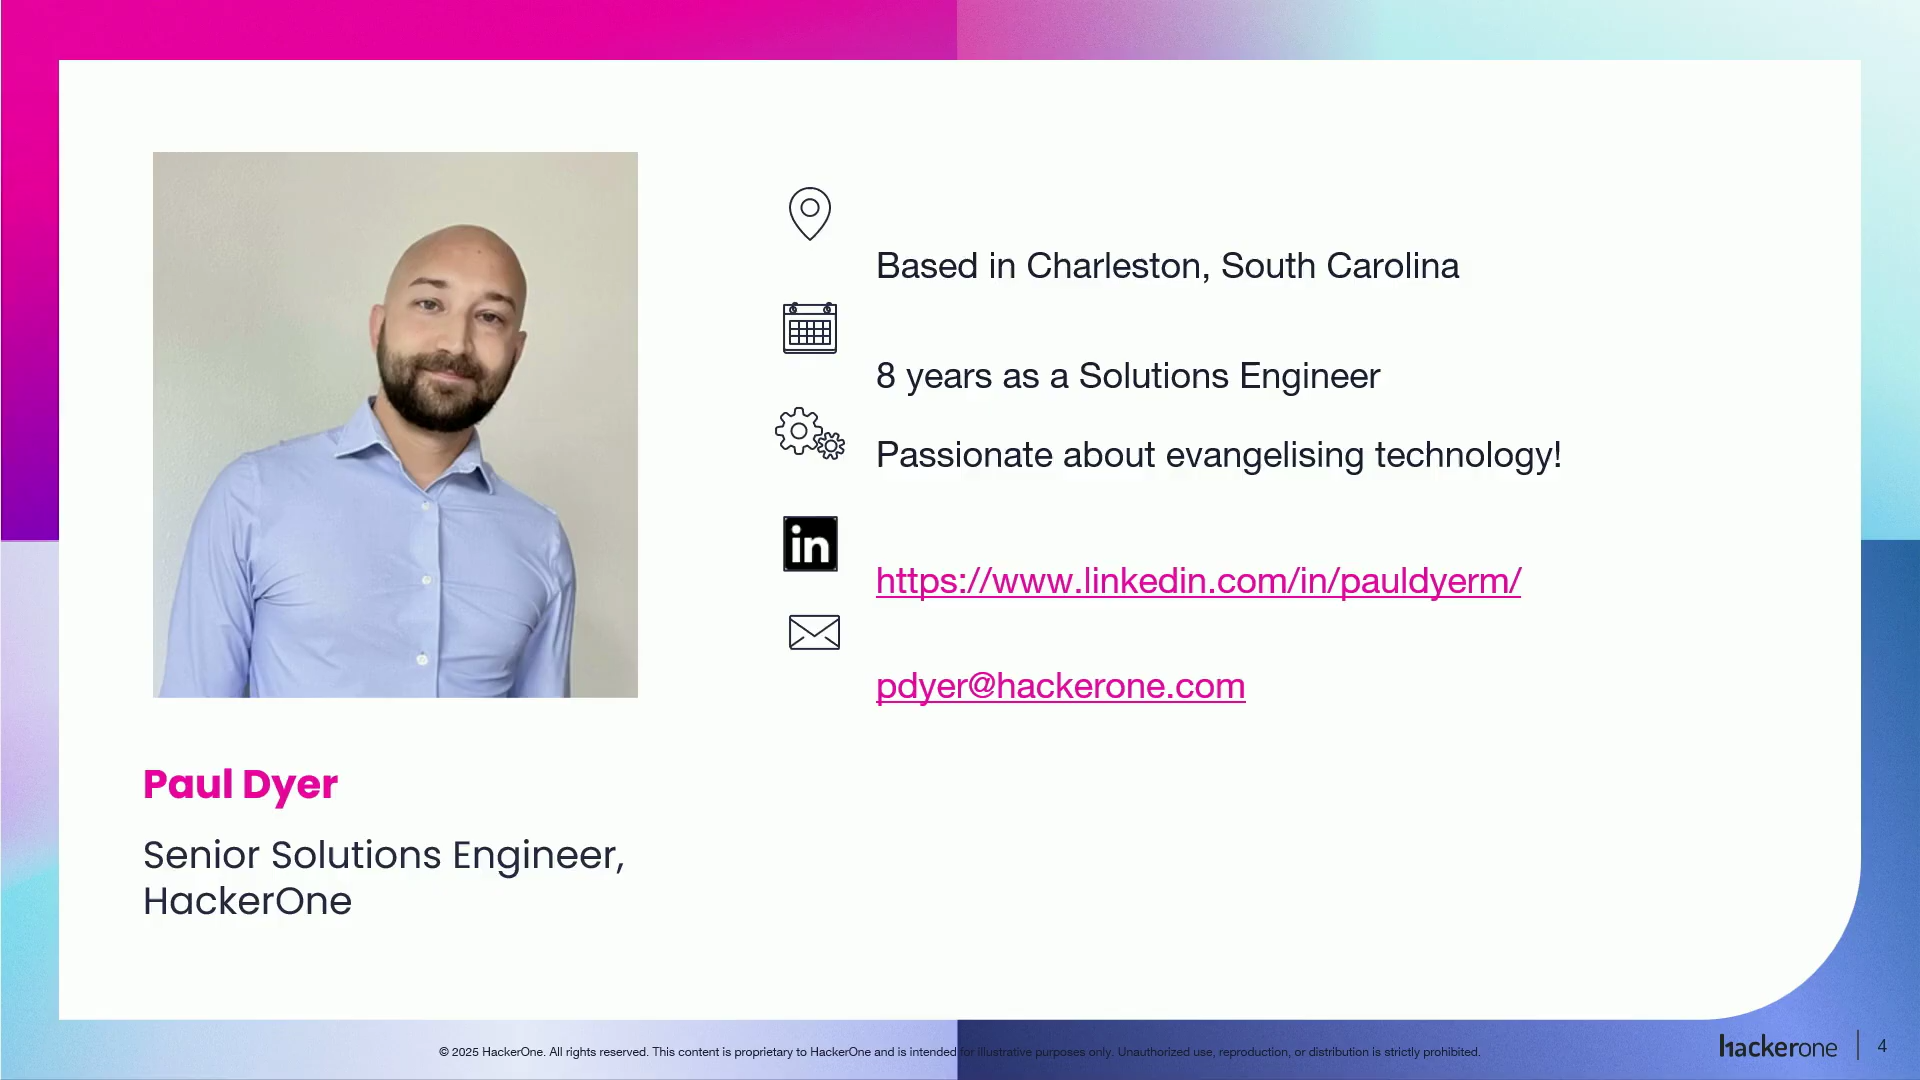 Based in Charleston, South Carolina
8 years as a Solutions Engineer
Passionate about evangelising technology!
in
https://www.linkedin.com/in/pauldyerm/
pdyer@hackerone.com
Paul Dyer
Senior Solutions Engineer,
HackerOne
© 2025 HackerOne. All rights reserved. This content is proprietary to HackerOne and is intended for illustrative purposes only. Unauthorized use, reproduction, or distribution is strictly prohibited.
hackerone
4